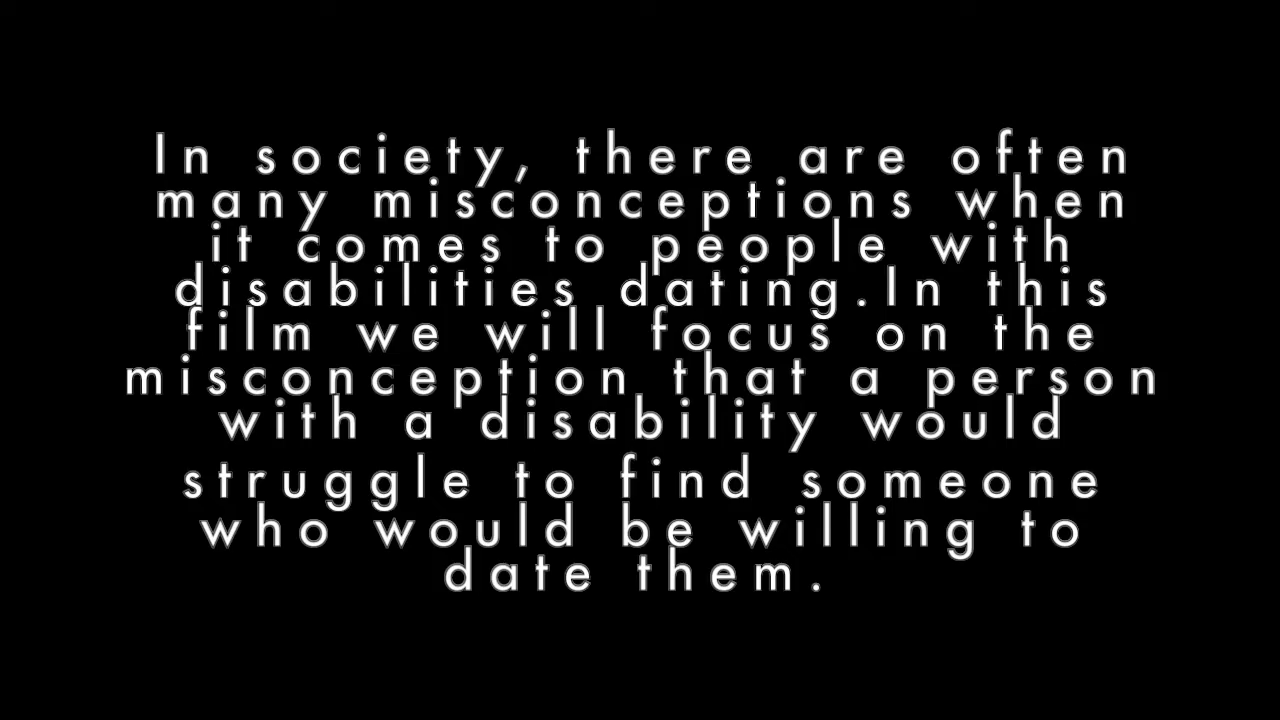 In society, there are often
many misconceptions when
it comes to people with
disabilities dating.In this
film we will focus on the
misconception that a person
with a disability would
struggle to find someone
who would be willing to
date them.